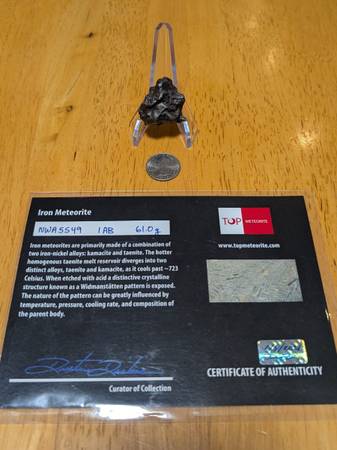 Iron Meteorite
NWA5549 IAB 61.0g
TOP METEORITE
www.topmeteorite.com
Iron meteorites are primarily made of a combination of
two iron-nickel alloys: kamacite and taenite. The hotter
homogenous taenite melt reservoir diverges into two
distinct alloys, taenite and kamacite, as it cools past ~723
Celsius. When etched with acid a distinctive crystalline
structure known as a Widmanstätten pattern is exposed.
The nature of the pattern can be greatly influenced by
temperature, pressure, cooling rate, and composition of
the parent body.
Curator of Collection
CERTIFICATE OF AUTHENTICITY